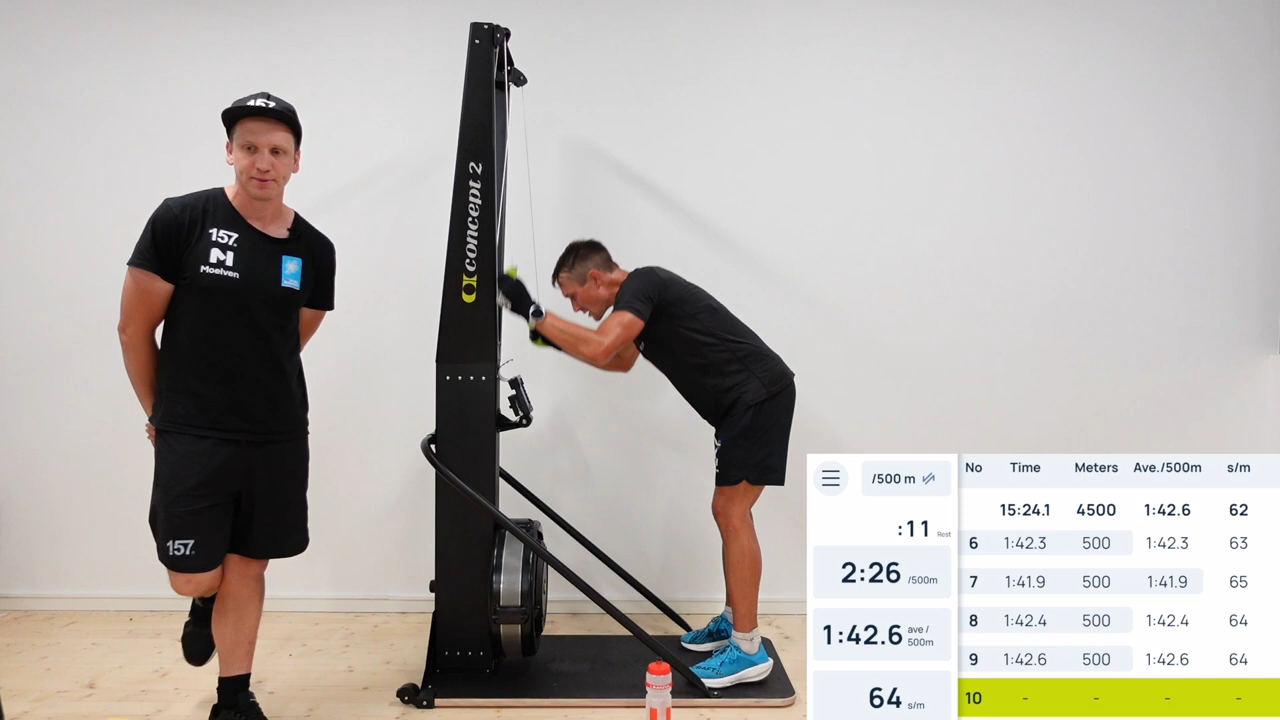 157
157.
Moelven
157.
concept 2
/500 m
:11 Rest
2:26 /500m
1:42.6 ave / 500m
64 s/m
No Time Meters Ave./500m s/m
15:24.1 4500 1:42.6 62
6 1:42.3 500 1:42.3 63
7 1:41.9 500 1:41.9 65
8 1:42.4 500 1:42.4 64
9 1:42.6 500 1:42.6 64
10 - - - -
CRAFT